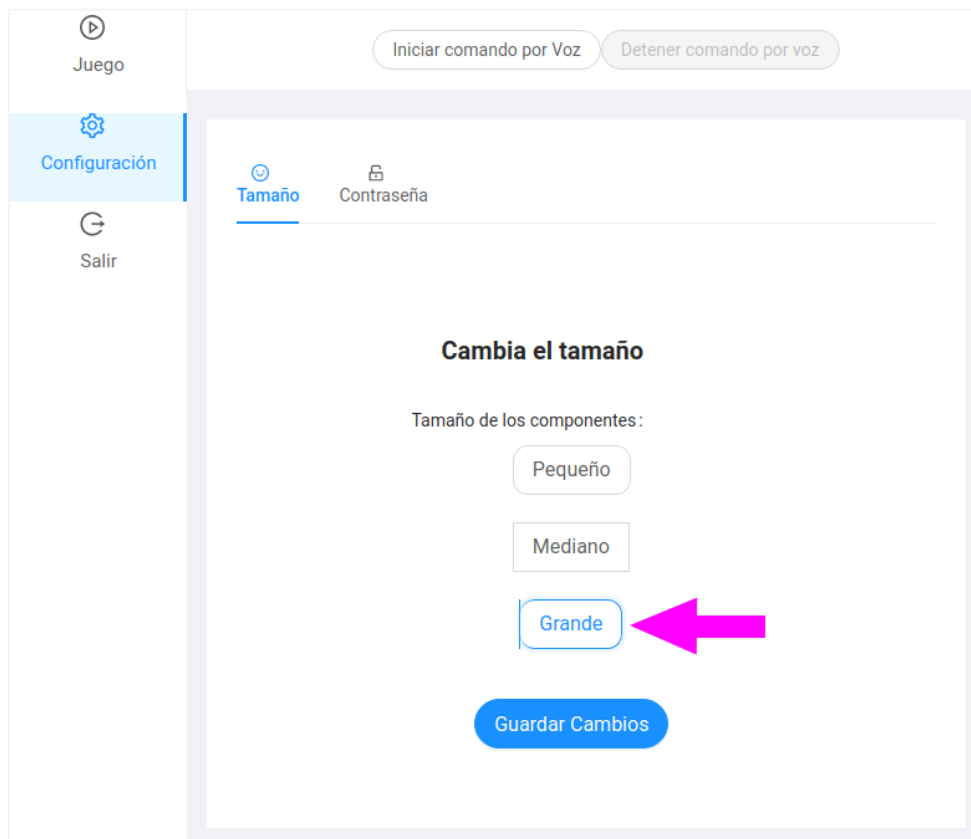 Juego
Iniciar comando por Voz
Detener comando por voz
Configuración
Salir
Tamaño
Contraseña
Cambia el tamaño
Tamaño de los componentes:
Pequeño
Mediano
Grande
Guardar Cambios